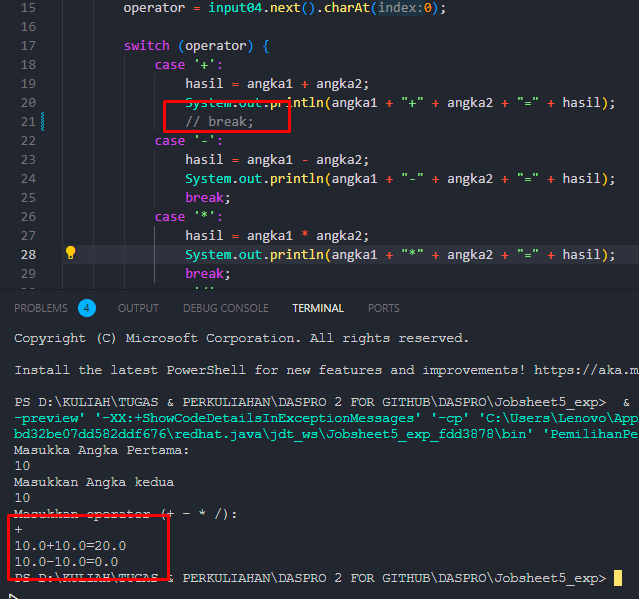 15 operator = input04.next().charAt(index:0);
16
17 switch (operator) {
18 case '+':
19 hasil = angka1 + angka2;
20 System.out.println(angka1 + "+" + angka2 + "=" + hasil);
21 // break;
22 case '-':
23 hasil = angka1 - angka2;
24 System.out.println(angka1 + "-" + angka2 + "=" + hasil);
25 break;
26 case '*':
27 hasil = angka1 * angka2;
28 System.out.println(angka1 + "*" + angka2 + "=" + hasil);
29 break;
PROBLEMS 4 OUTPUT DEBUG CONSOLE TERMINAL PORTS
Copyright (C) Microsoft Corporation. All rights reserved.
Install the latest PowerShell for new features and improvements! https://aka.m
PS D:\KULIAH\TUGAS & PERKULIAHAN\DASPRO 2 FOR GITHUB\DASPRO\Jobsheet5_exp> &
-preview' '-XX:+ShowCodeDetailsInExceptionMessages' '-cp' 'C:\Users\Lenovo\App
bd32be07dd582ddf676\redhat.java\jdt_ws\Jobsheet5_exp_fdd3878\bin' 'PemilihanPe
Masukka Angka Pertama:
10
Masukkan Angka kedua
10
Masukkan operator (+ - * /):
+
10.0+10.0=20.0
10.0-10.0=0.0
PS D:\KULIAH\TUGAS & PERKULIAHAN\DASPRO 2 FOR GITHUB\DASPRO\Jobsheet5_exp>